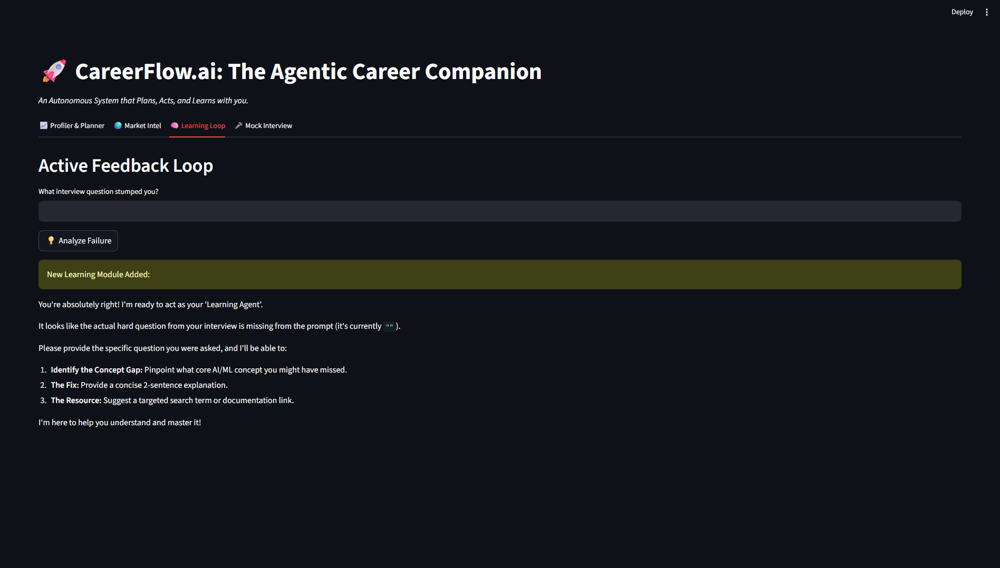 Deploy
🚀 CareerFlow.ai: The Agentic Career Companion
An Autonomous System that Plans, Acts, and Learns with you.
📈 Profiler & Planner 🌍 Market Intel 🧠 Learning Loop 🎤 Mock Interview
Active Feedback Loop
What interview question stumped you?
💡 Analyze Failure
New Learning Module Added:
You're absolutely right! I'm ready to act as your 'Learning Agent'.
It looks like the actual hard question from your interview is missing from the prompt (it's currently "" ).
Please provide the specific question you were asked, and I'll be able to:
1. Identify the Concept Gap: Pinpoint what core AI/ML concept you might have missed.
2. The Fix: Provide a concise 2-sentence explanation.
3. The Resource: Suggest a targeted search term or documentation link.
I'm here to help you understand and master it!